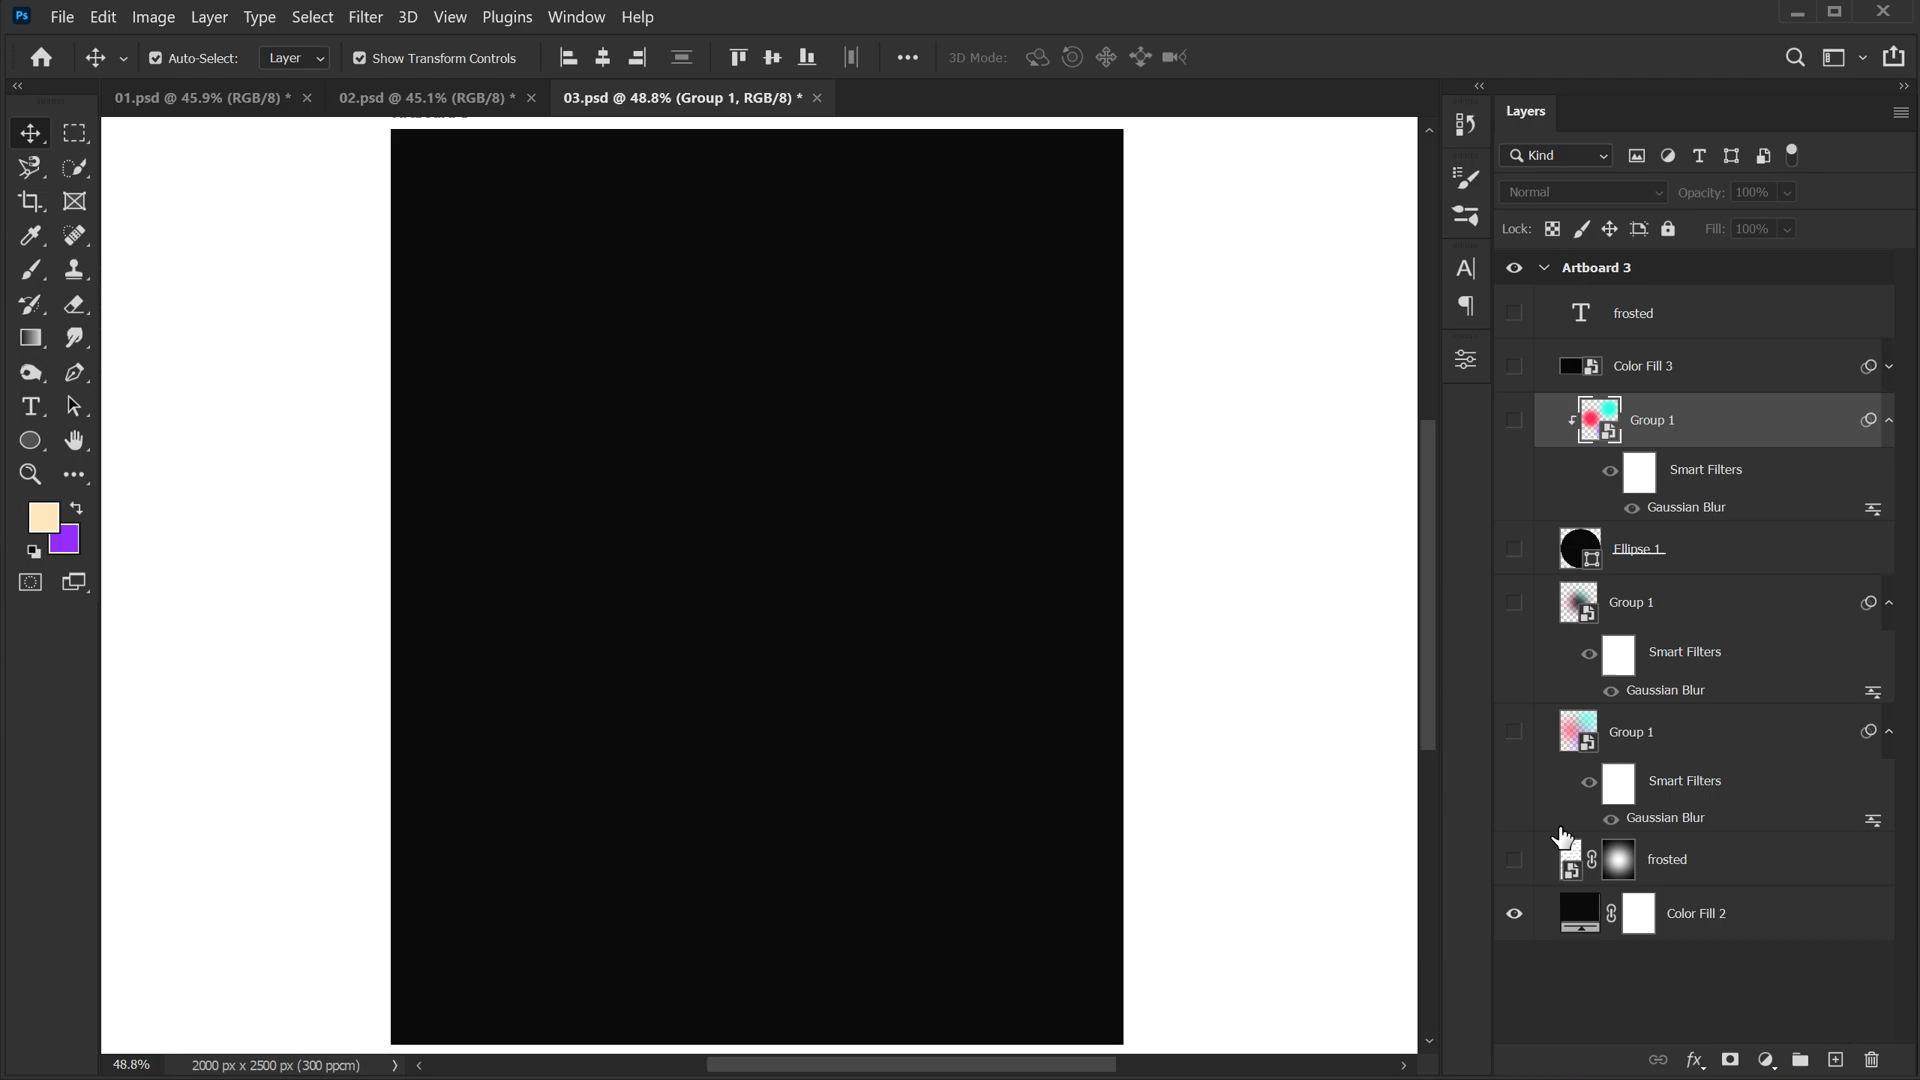 Ps File Edit Image Layer Type Select Filter 3D View Plugins Window Help
Auto-Select: Layer Show Transform Controls 3D Mode:
01.psd @ 45.9% (RGB/8) * 02.psd @ 45.1% (RGB/8) * 03.psd @ 48.8% (Group 1, RGB/8) *
Layers
Kind
Normal Opacity: 100%
Lock: Fill: 100%
Artboard 3
frosted
Color Fill 3
Group 1
Smart Filters
Gaussian Blur
Ellipse 1
Group 1
Smart Filters
Gaussian Blur
Group 1
Smart Filters
Gaussian Blur
frosted
Color Fill 2
48.8% 2000 px x 2500 px (300 ppcm)